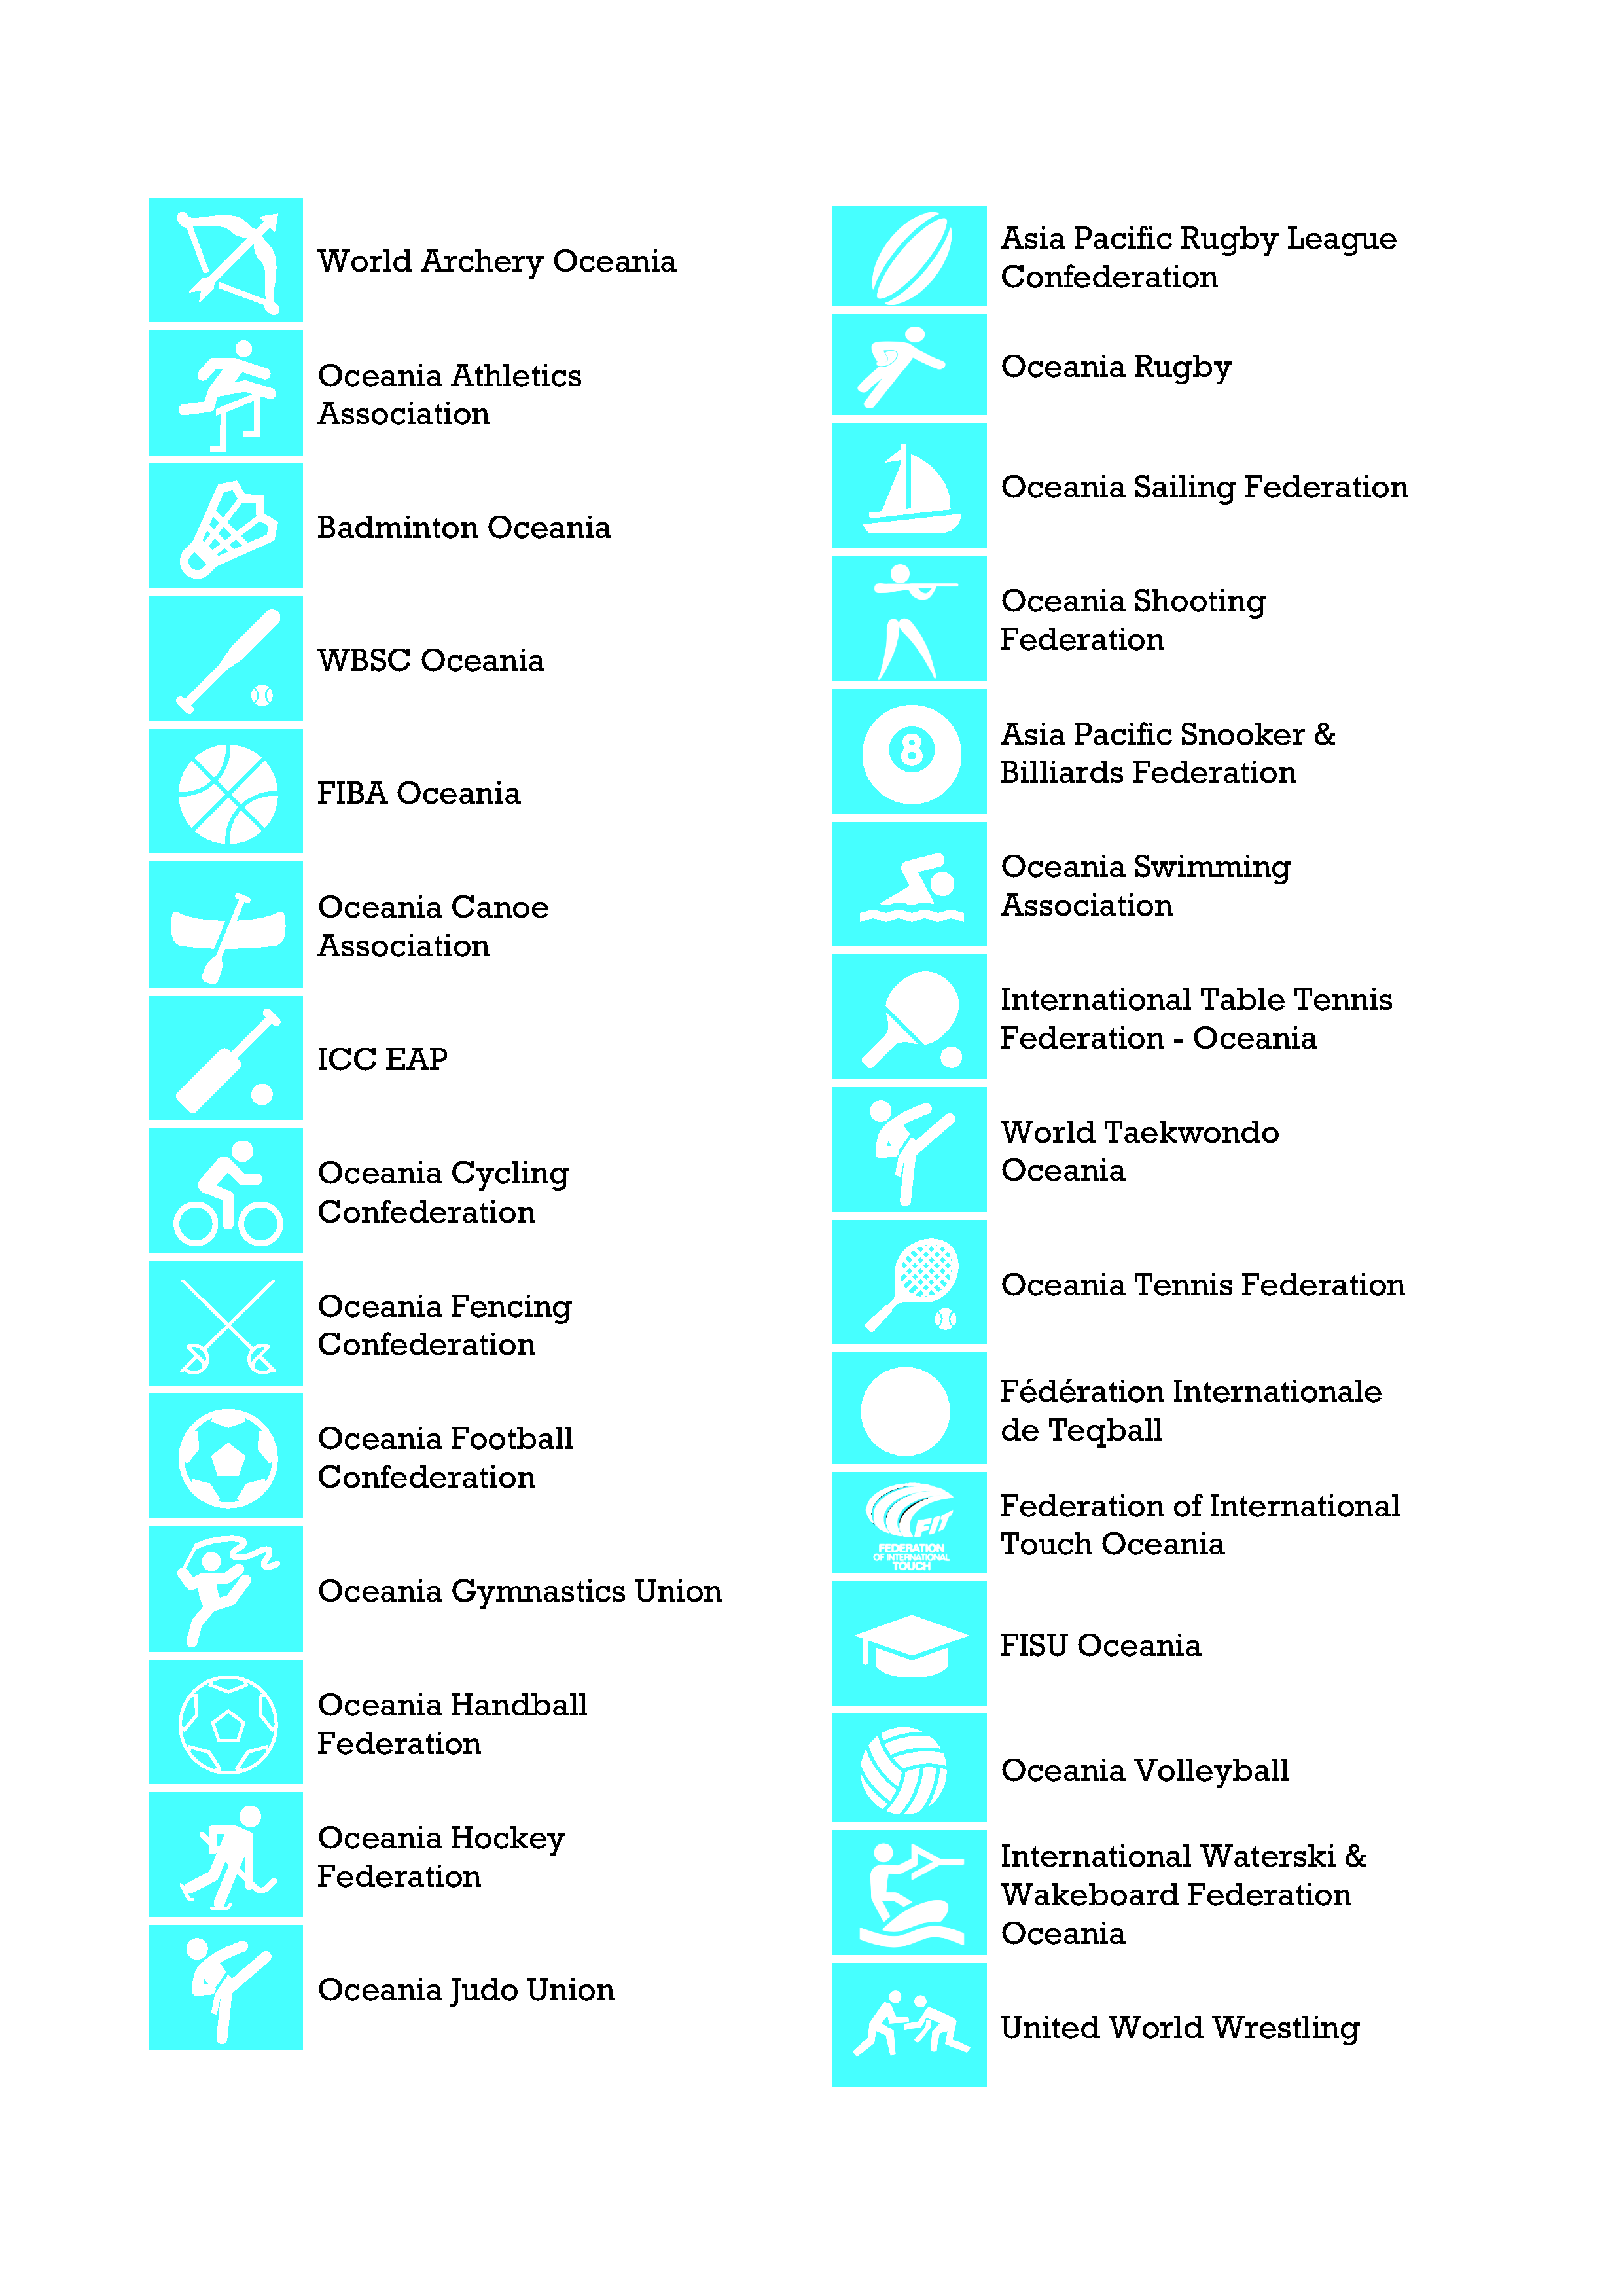 World Archery Oceania
Oceania Athletics
Association
Badminton Oceania
WBSC Oceania
FIBA Oceania
Oceania Canoe
Association
ICC EAP
Oceania Cycling
Confederation
Oceania Fencing
Confederation
Oceania Football
Confederation
Oceania Gymnastics Union
Oceania Handball
Federation
Oceania Hockey
Federation
Oceania Judo Union
Asia Pacific Rugby League
Confederation
Oceania Rugby
Oceania Sailing Federation
Oceania Shooting
Federation
8
Asia Pacific Snooker &
Billiards Federation
Oceania Swimming
Association
International Table Tennis
Federation - Oceania
World Taekwondo
Oceania
Oceania Tennis Federation
Fédération Internationale
de Teqball
FIT
FEDERATION
OF INTERNATIONAL
TOUCH
Federation of International
Touch Oceania
FISU Oceania
Oceania Volleyball
International Waterski &
Wakeboard Federation
Oceania
United World Wrestling